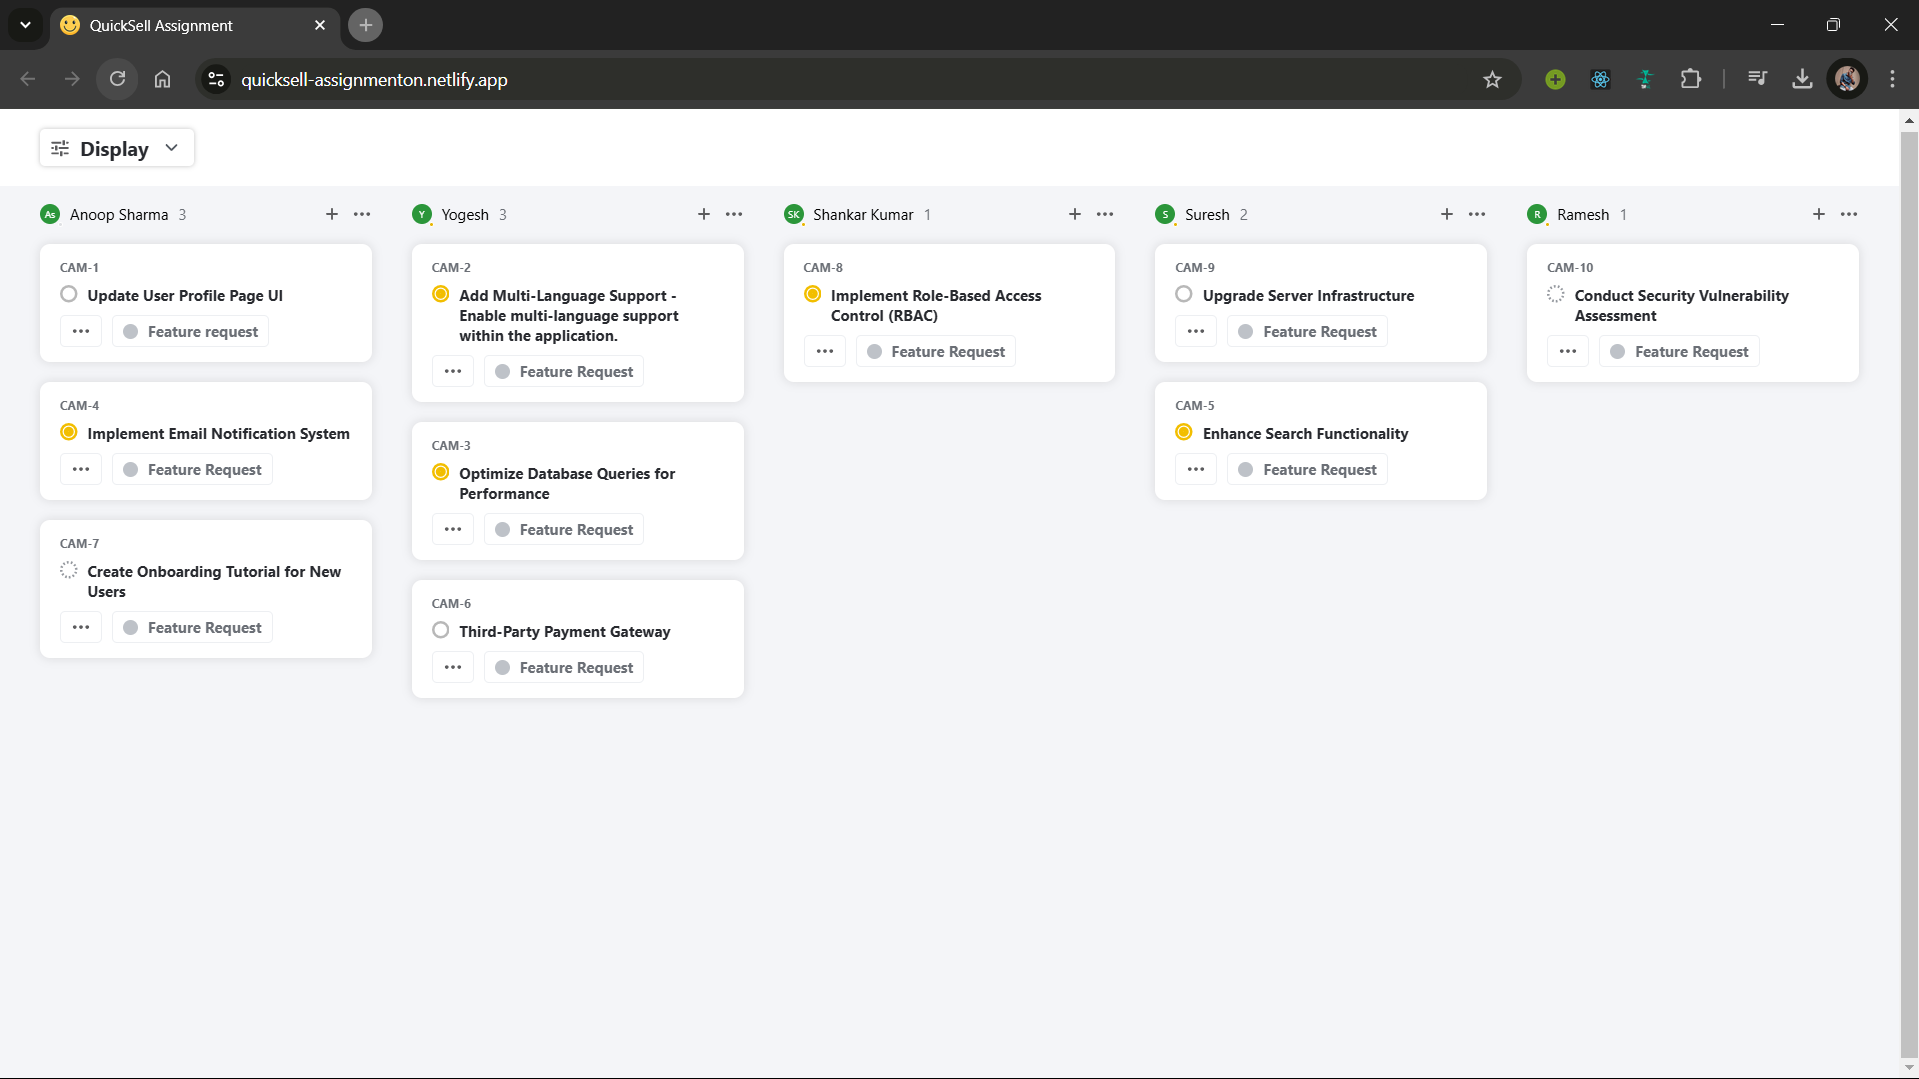 QuickSell Assignment
quicksell-assignmenton.netlify.app
Display
As Anoop Sharma 3
CAM-1
Update User Profile Page UI
Feature request
CAM-4
Implement Email Notification System
Feature Request
CAM-7
Create Onboarding Tutorial for New
Users
Feature Request
Y Yogesh 3
CAM-2
Add Multi-Language Support -
Enable multi-language support
within the application.
Feature Request
CAM-3
Optimize Database Queries for
Performance
Feature Request
CAM-6
Third-Party Payment Gateway
Feature Request
SK Shankar Kumar 1
CAM-8
Implement Role-Based Access
Control (RBAC)
Feature Request
S Suresh 2
CAM-9
Upgrade Server Infrastructure
Feature Request
CAM-5
Enhance Search Functionality
Feature Request
R Ramesh 1
CAM-10
Conduct Security Vulnerability
Assessment
Feature Request